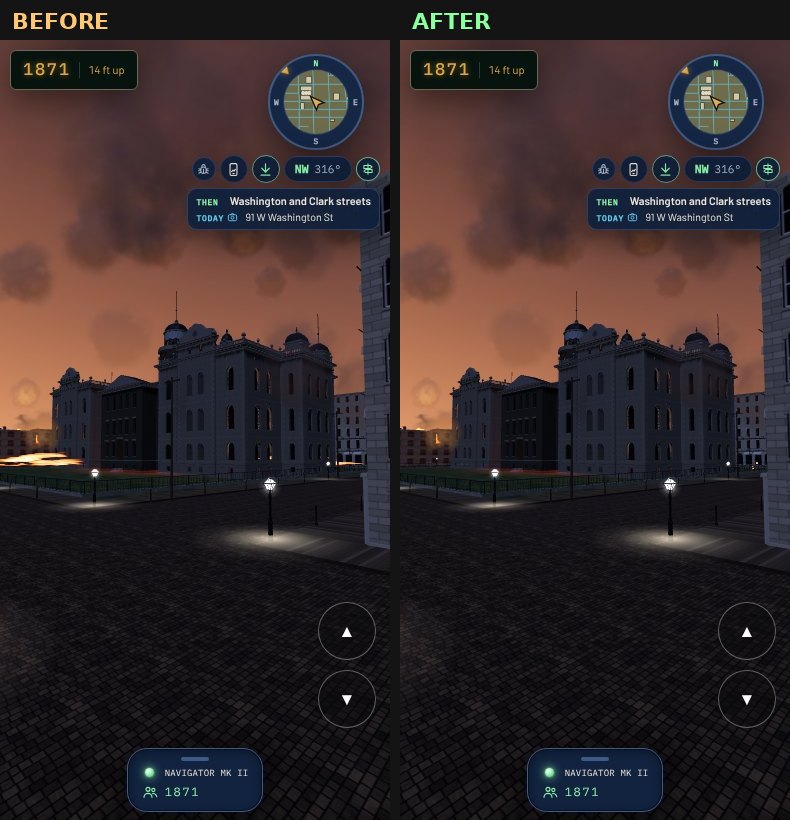 BEFORE
1871 14 ft up
N
W E
S
NW 316°
THEN Washington and Clark streets
TODAY 91 W Washington St
▲
▼
NAVIGATOR MK II
1871
AFTER
1871 14 ft up
N
W E
S
NW 316°
THEN Washington and Clark streets
TODAY 91 W Washington St
▲
▼
NAVIGATOR MK II
1871